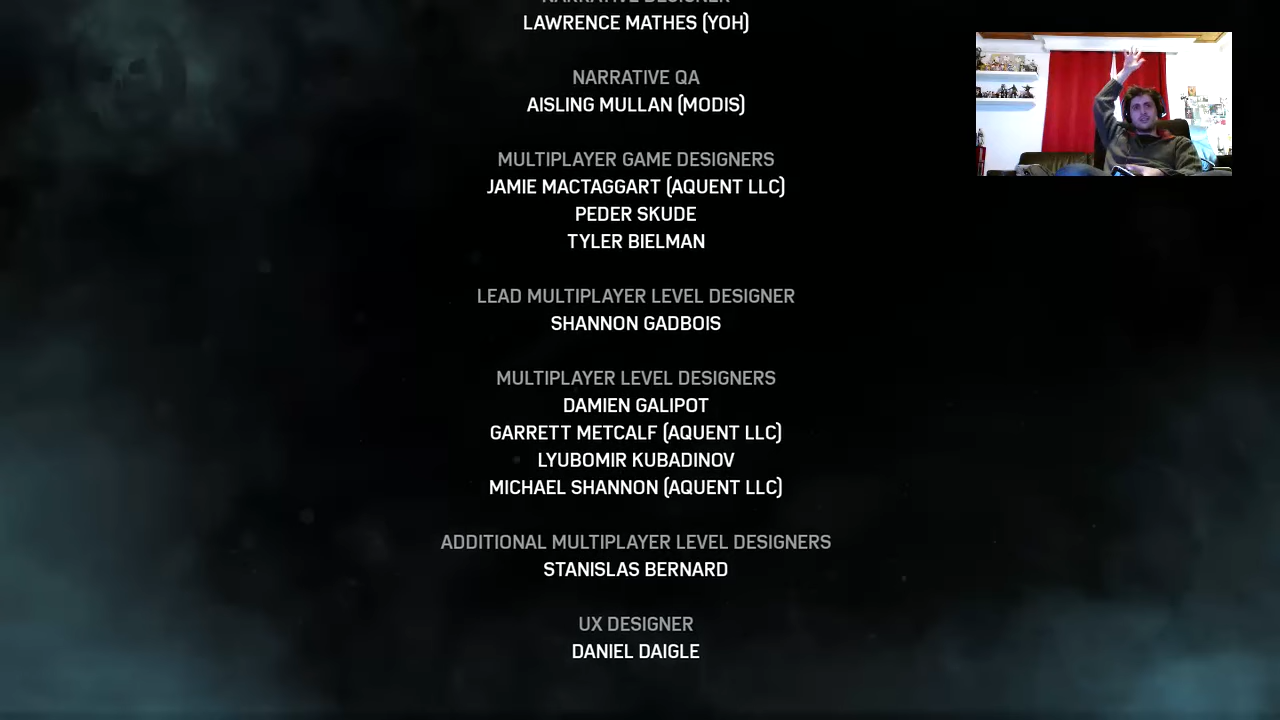 NARRATIVE DESIGNER
LAWRENCE MATHES (YOH)
NARRATIVE QA
AISLING MULLAN (MODIS)
MULTIPLAYER GAME DESIGNERS
JAMIE MACTAGGART (AQUENT LLC)
PEDER SKUDE
TYLER BIELMAN
LEAD MULTIPLAYER LEVEL DESIGNER
SHANNON GADBOIS
MULTIPLAYER LEVEL DESIGNERS
DAMIEN GALIPOT
GARRETT METCALF (AQUENT LLC)
LYUBOMIR KUBADINOV
MICHAEL SHANNON (AQUENT LLC)
ADDITIONAL MULTIPLAYER LEVEL DESIGNERS
STANISLAS BERNARD
UX DESIGNER
DANIEL DAIGLE